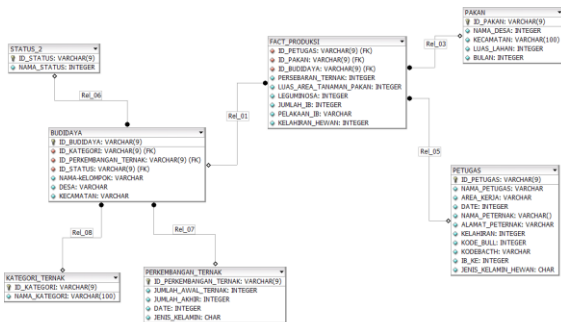 STATUS_2
ID_STATUS: VARCHAR(9)
NAMA_STATUS: INTEGER
Rel_06
BUDIDAYA
ID_BUDIDAYA: VARCHAR(9)
ID_KATEGORI: VARCHAR(9) (FK)
ID_PERKEMBANGAN_TERNAK: VARCHAR(9) (FK)
ID_STATUS: VARCHAR(9) (FK)
NAMA-kELOMPOK: VARCHAR
DESA: VARCHAR
KECAMATAN: VARCHAR
Rel_08
Rel_07
KATEGORI_TERNAK
ID_KATEGORI: VARCHAR(9)
NAMA_KATEGORI: VARCHAR(100)
PERKEMBANGAN_TERNAK
ID_PERKEMBANGAN_TERNAK: VARCHAR(9)
JUMLAH_AWAL_TERNAK: INTEGER
JUMLAH_AKHIR: INTEGER
DATE: INTEGER
JENIS_KELAMIN: CHAR
Rel_01
FACT_PRODUKSI
ID_PETUGAS: VARCHAR(9) (FK)
ID_PAKAN: VARCHAR(9) (FK)
ID_BUDIDAYA: VARCHAR(9) (FK)
PERSEBARAN_TERNAK: INTEGER
LUAS_AREA_TANAMAN_PAKAN: INTEGER
LEGUMINOSA: INTEGER
JUMLAH_IB: INTEGER
PELAKAAN_IB: VARCHAR
KELAHIRAN_HEWAN: INTEGER
Rel_03
PAKAN
ID_PAKAN: VARCHAR(9)
NAMA_DESA: INTEGER
KECAMATAN: VARCHAR(100)
LUAS_LAHAN: INTEGER
BULAN: INTEGER
Rel_05
PETUGAS
ID_PETUGAS: VARCHAR(9)
NAMA_PETUGAS: VARCHAR
AREA_KERJA: VARCHAR
DATE: INTEGER
NAMA_PETERNAK: VARCHAR()
ALAMAT_PETERNAK: VARCHAR
KELAHIRAN: INTEGER
KODE_BULL: INTEGER
KODEBACTH: VARCHAR
IB_KE: INTEGER
JENIS_KELAMIN_HEWAN: CHAR